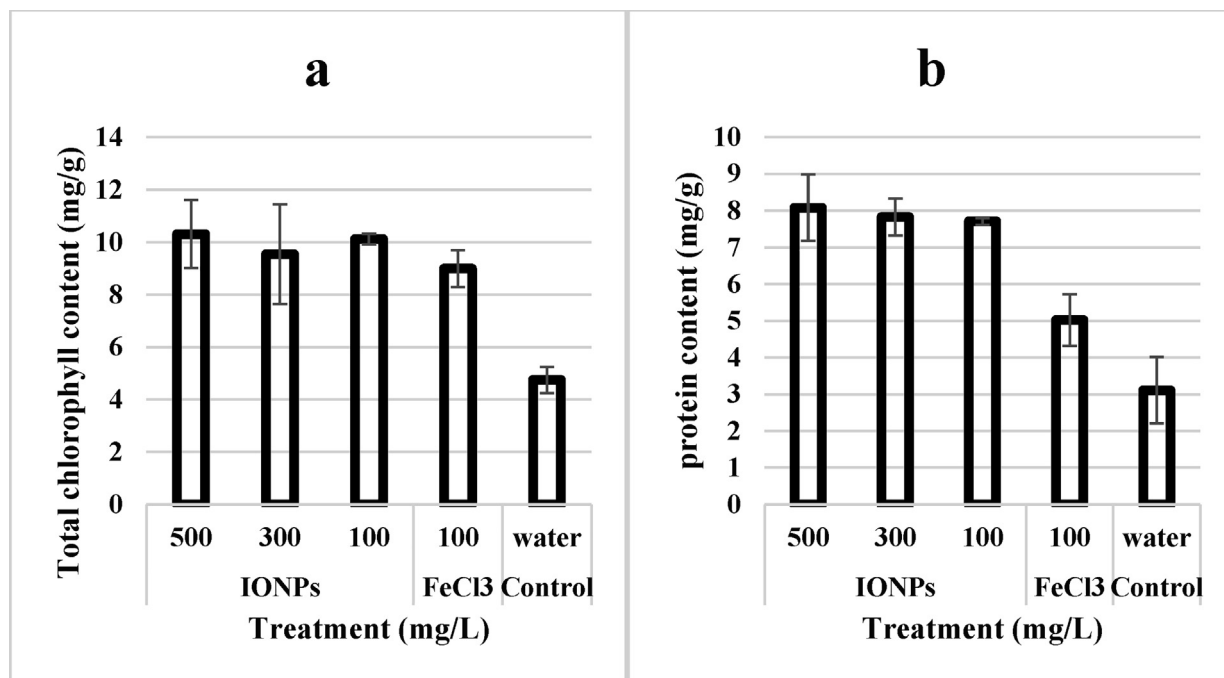 a
Total chlorophyll content (mg/g)
14
12
10
8
6
4
2
0
500 300 100 100 water
IONPs FeCl3 Control
Treatment (mg/L)
b
protein content (mg/g)
10
9
8
7
6
5
4
3
2
1
0
500 300 100 100 water
IONPs FeCl3 Control
Treatment (mg/L)